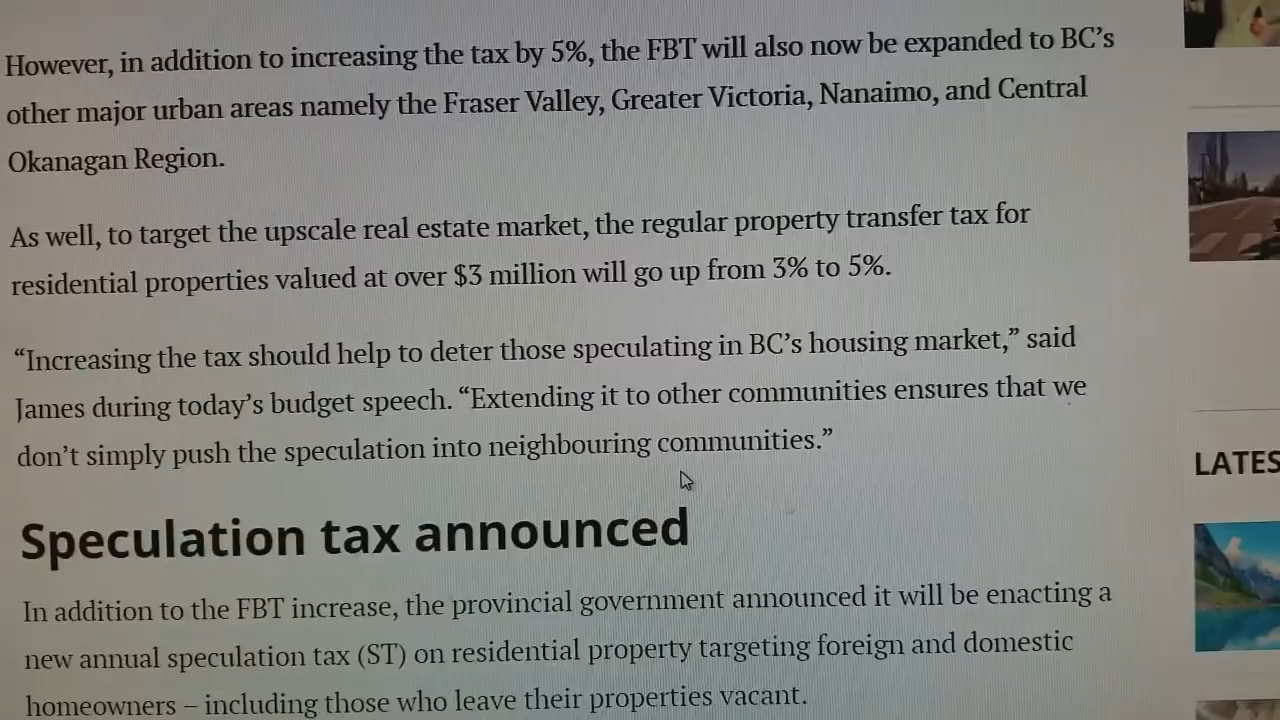 However, in addition to increasing the tax by 5%, the FBT will also now be expanded to BC’s
other major urban areas namely the Fraser Valley, Greater Victoria, Nanaimo, and Central
Okanagan Region.
As well, to target the upscale real estate market, the regular property transfer tax for
residential properties valued at over $3 million will go up from 3% to 5%.
“Increasing the tax should help to deter those speculating in BC’s housing market,” said
James during today’s budget speech. “Extending it to other communities ensures that we
don’t simply push the speculation into neighbouring communities.”
LATES
Speculation tax announced
In addition to the FBT increase, the provincial government announced it will be enacting a
new annual speculation tax (ST) on residential property targeting foreign and domestic
homeowners – including those who leave their properties vacant.